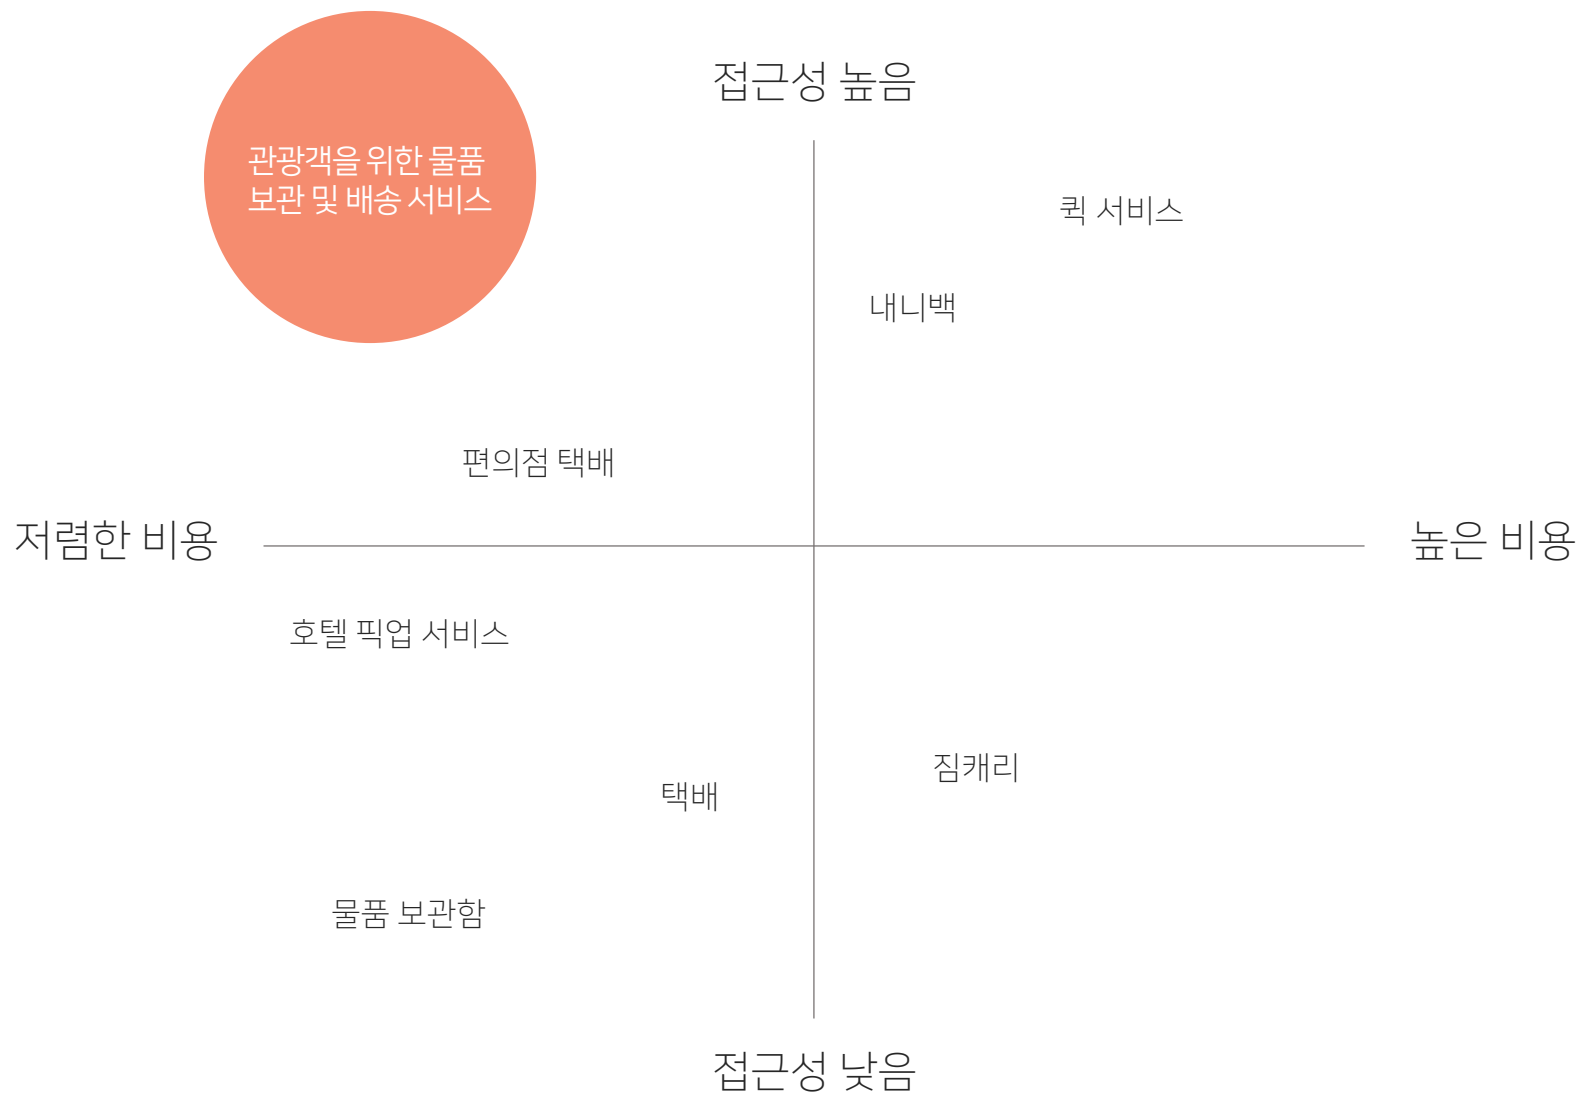 접근성 높음
관광객을 위한 물품
보관 및 배송 서비스
퀵 서비스
내니백
편의점 택배
저렴한 비용
높은 비용
호텔 픽업 서비스
짐캐리
택배
물품 보관함
접근성 낮음